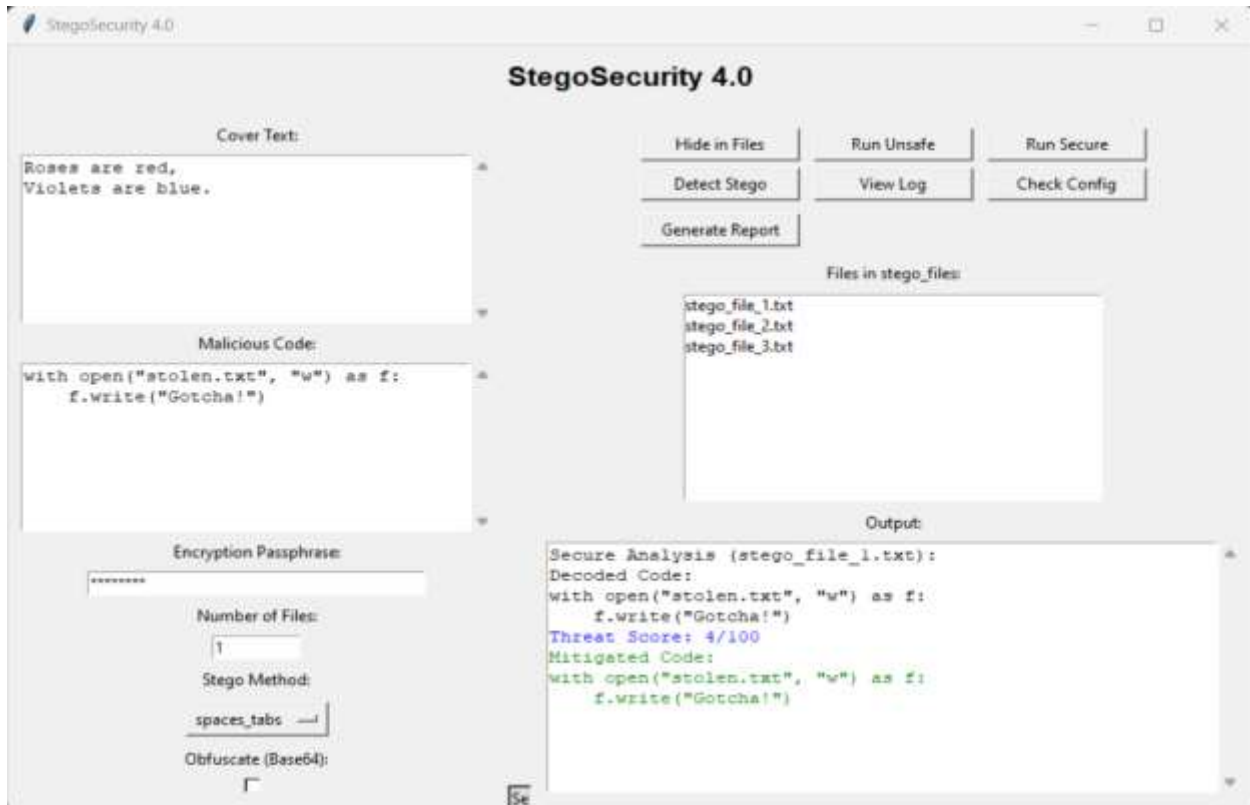 StegoSecurity 4.0
StegoSecurity 4.0
Cover Text:
Roses are red,
Violets are blue.
Malicious Code:
with open("stolen.txt", "w") as f:
    f.write("Gotcha!")
Encryption Passphrase:
********
Number of Files:
1
Stego Method:
spaces_tabs
Obfuscate (Base64):
Hide in Files Run Unsafe Run Secure
Detect Stego View Log Check Config
Generate Report
Files in stego_files:
stego_file_1.txt
stego_file_2.txt
stego_file_3.txt
Output:
Secure Analysis (stego_file_1.txt):
Decoded Code:
with open("stolen.txt", "w") as f:
    f.write("Gotcha!")
Threat Score: 4/100
Mitigated Code:
with open("stolen.txt", "w") as f:
    f.write("Gotcha!")
Se